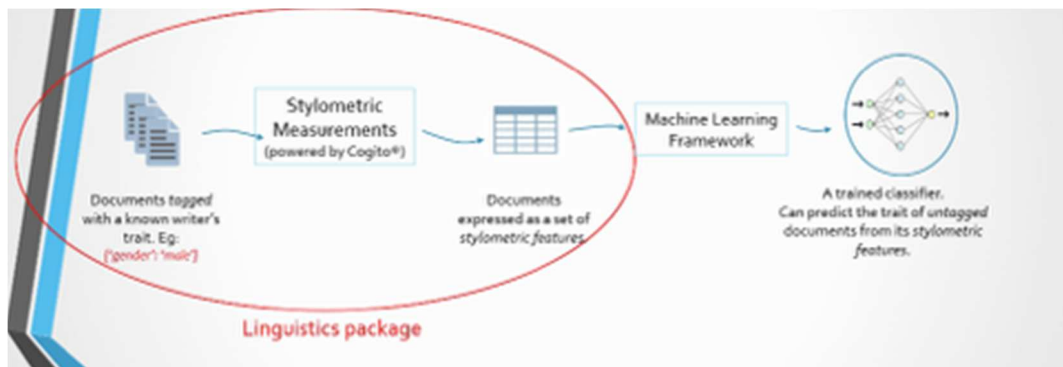 Stylometric
Measurements
(powered by Cogito®)
Machine Learning
Framework
Documents tagged
with a known writer's
trait. Eg:
{"gender": "male"}
Documents
expressed as a set of
stylometric features.
A trained classifier.
Can predict the trait of untagged
documents from its stylometric
features.
Linguistics package